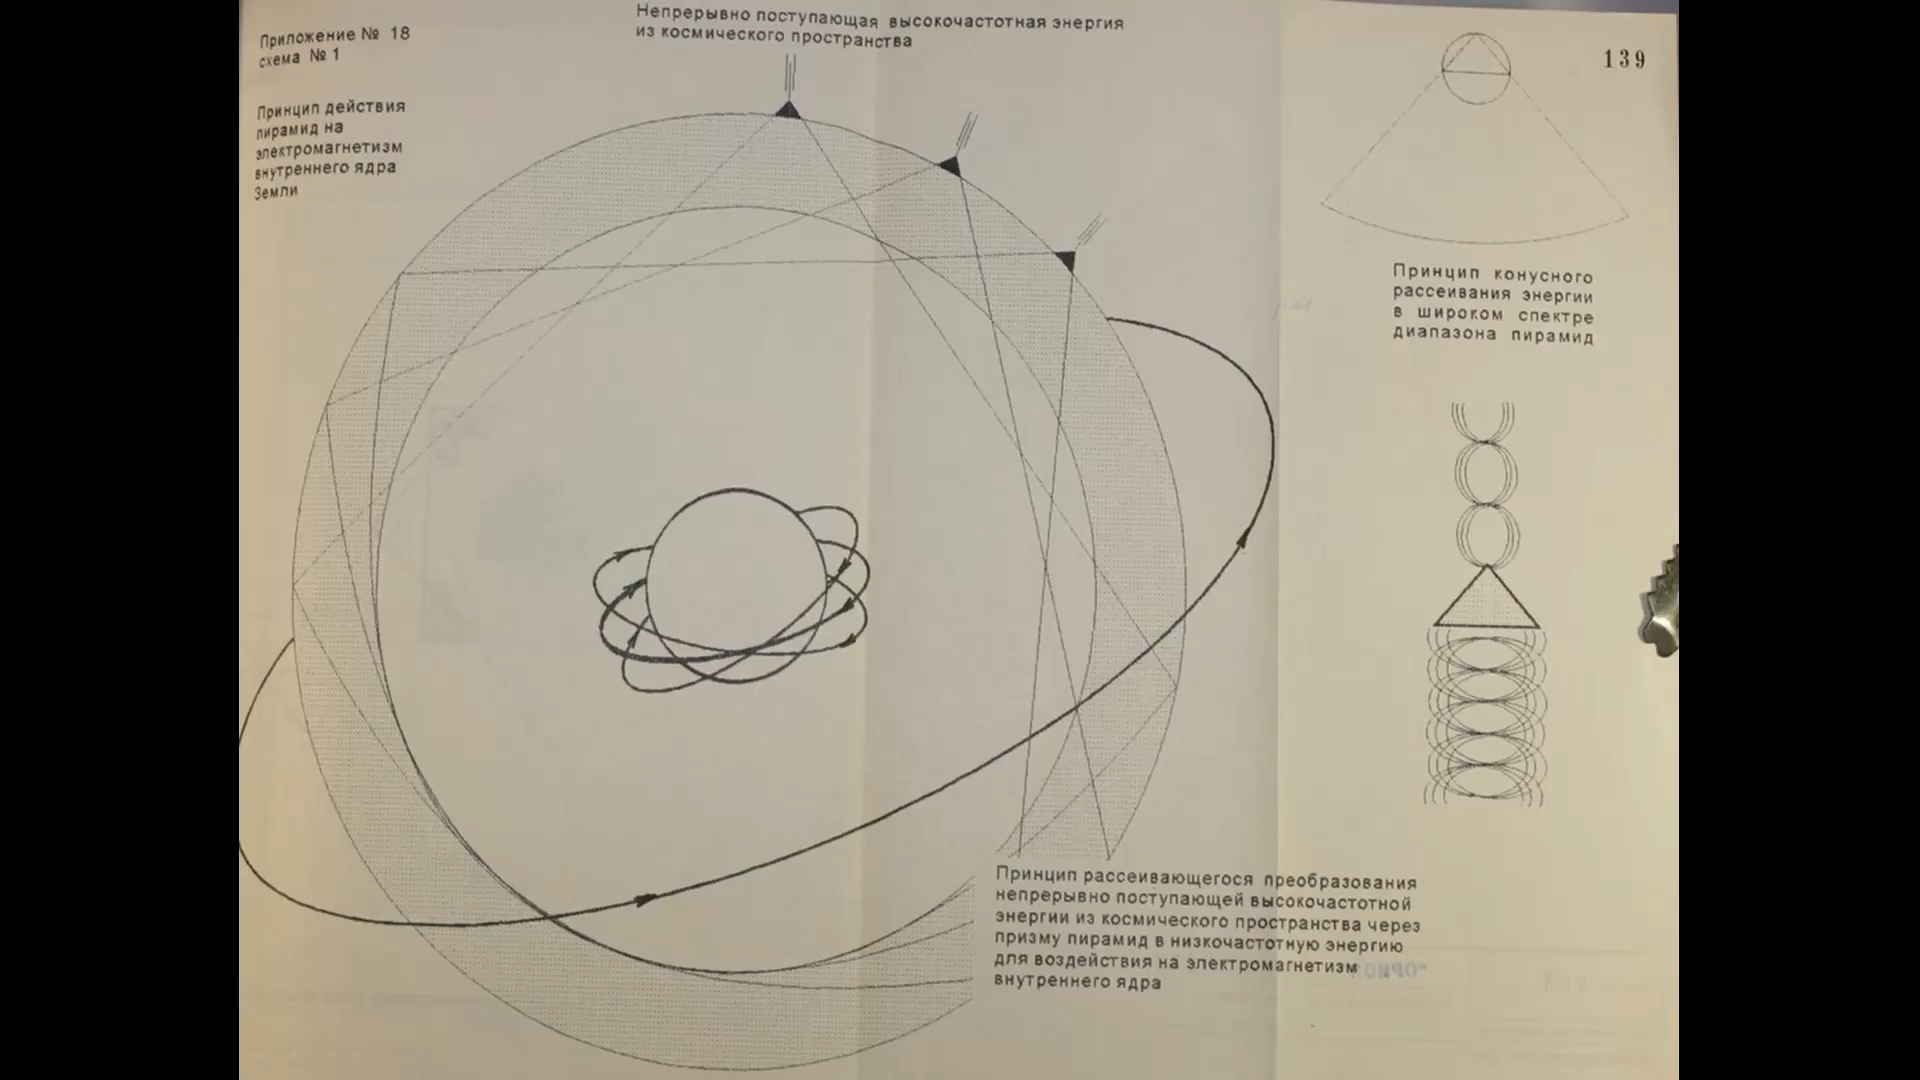 Приложение № 18
схема № 1
Принцип действия
пирамид на
электромагнетизм
внутреннего ядра
Земли
Непрерывно поступающая высокочастотная энергия
из космического пространства
139
Принцип конусного
рассеивания энергии
в широком спектре
диапазона пирамид
Принцип рассеивающегося преобразования
непрерывно поступающей высокочастотной
энергии из космического пространства через
призму пирамид в низкочастотную энергию
для воздействия на электромагнетизм
внутреннего ядра